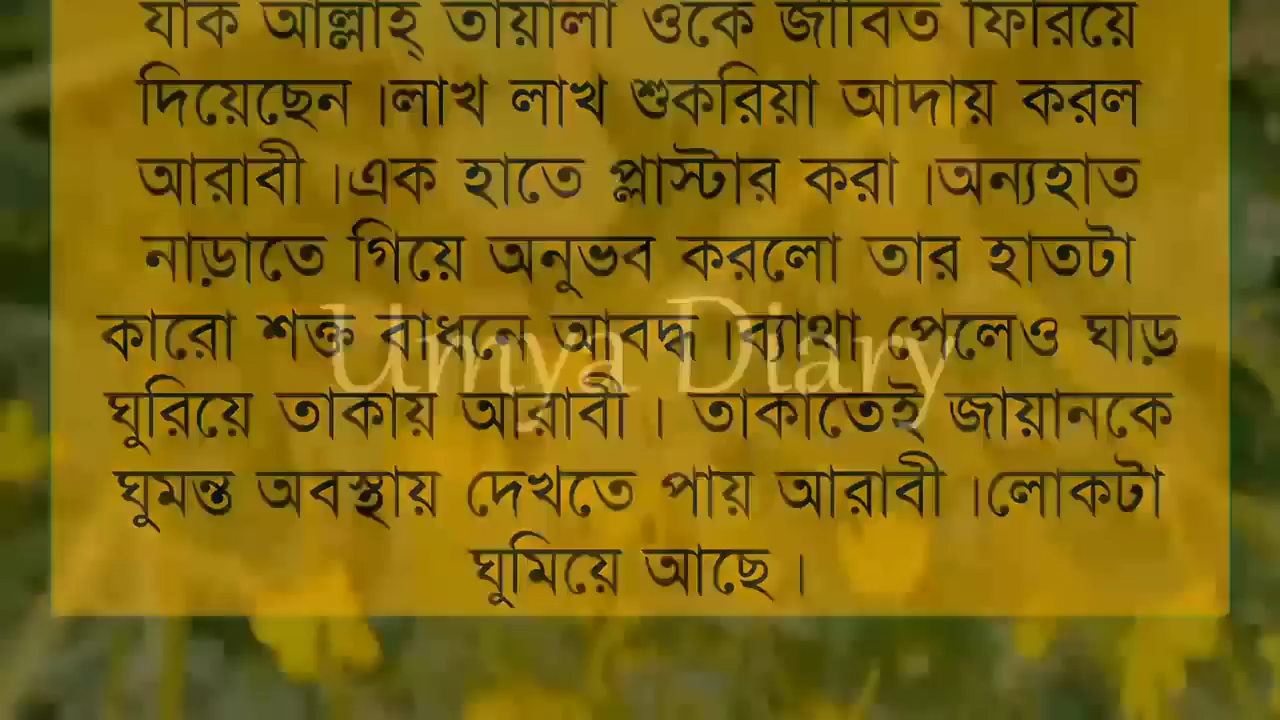 যাক আল্লাহ্ তায়ালা ওকে জীবিত ফিরিয়ে
দিয়েছেন ।লাখ লাখ শুকরিয়া আদায় করল
আরাবী ।এক হাতে প্লাস্টার করা ।অন্যহাত
নাড়াতে গিয়ে অনুভব করলো তার হাতটা
কারো শক্ত বাধনে আবদ্ধ ।ব্যাথা পেলেও ঘাড়
Umya Diary
ঘুরিয়ে তাকায় আরাবী । তাকাতেই জায়ানকে
ঘুমন্ত অবস্থায় দেখতে পায় আরাবী ।লোকটা
ঘুমিয়ে আছে ।